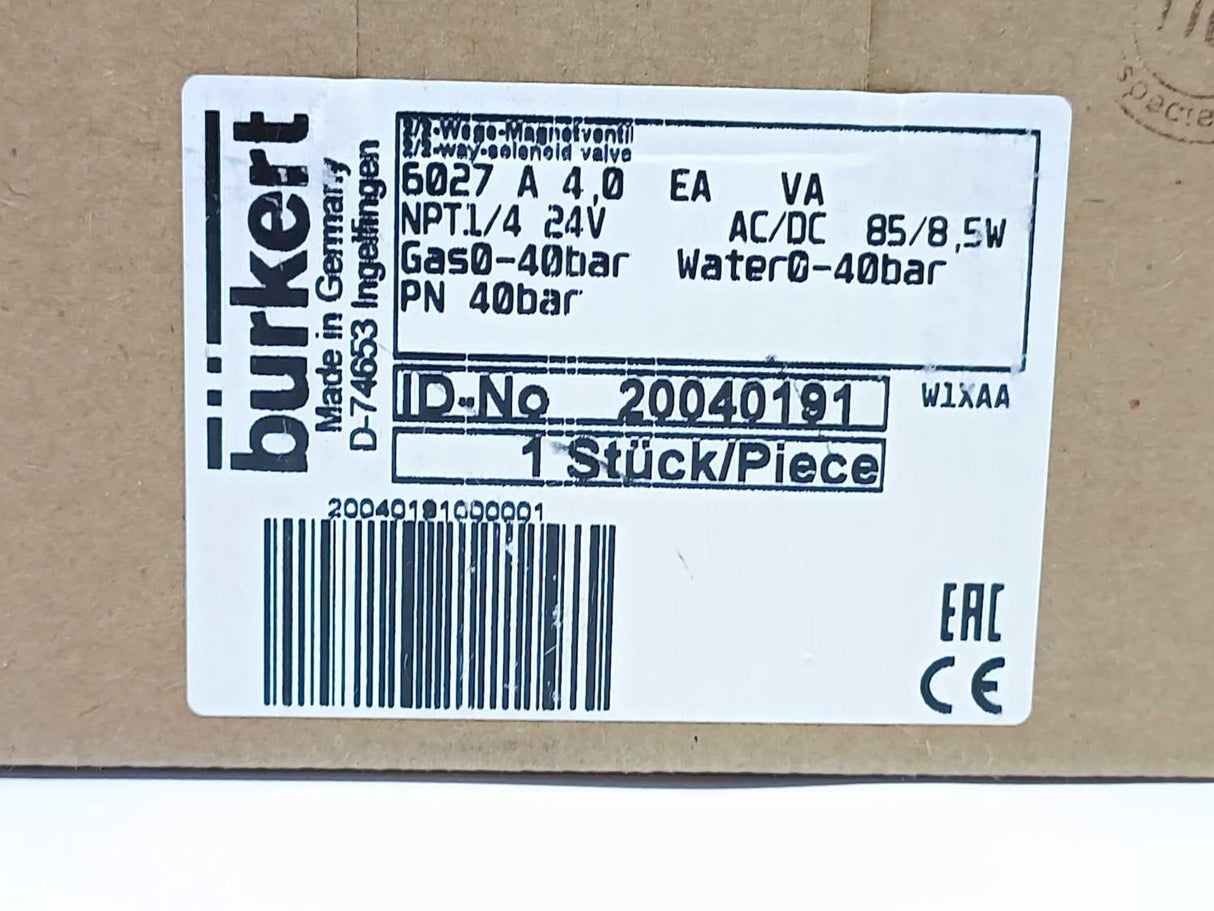 bürkert
Made in Germany
D-74653 Ingelfingen
2/2-Wege-Magnetventil
2/2-way-solenoid valve
6027 A 4,0 EA VA
NPT1/4 24V AC/DC 85/8,5W
Gas0-40bar Water0-40bar
PN 40bar
ID-No 20040191
W1XAA
1 Stück/Piece
20040191000001
EAC
CE